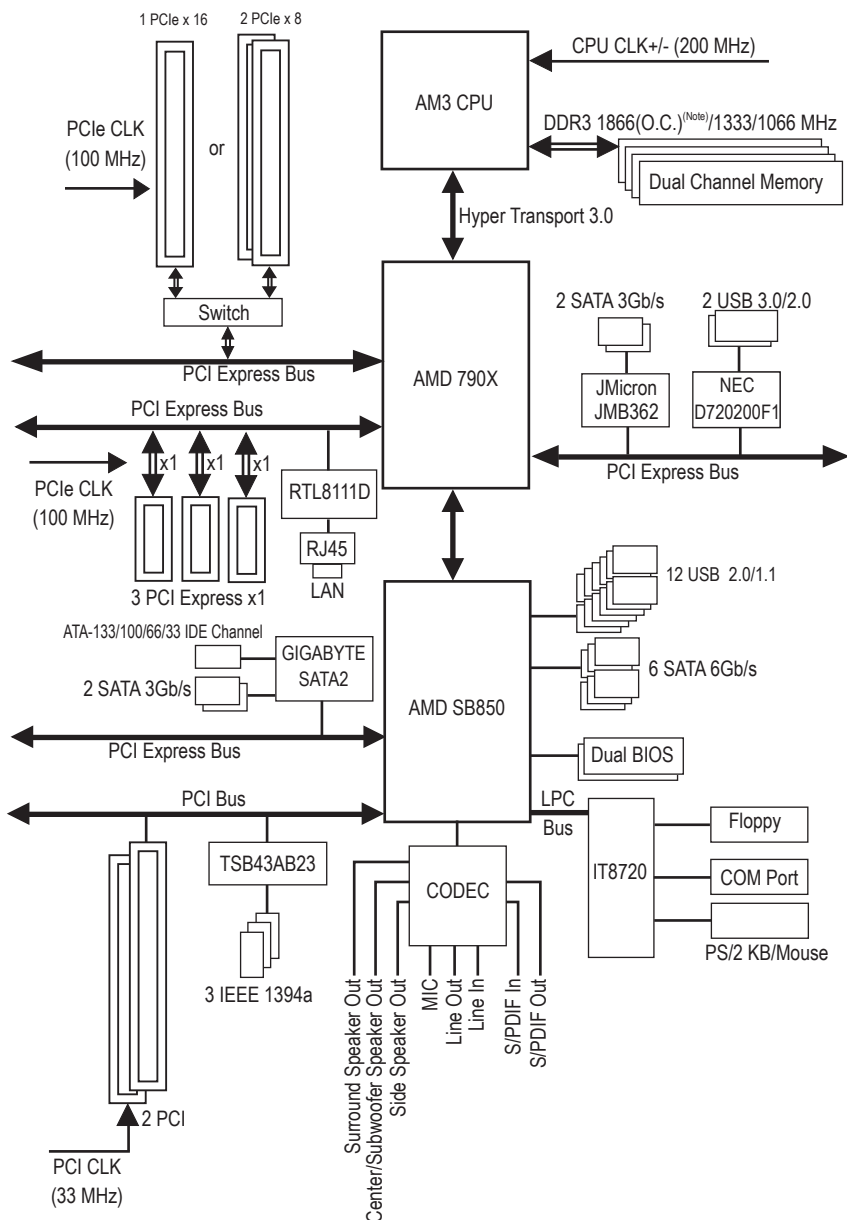 1 PCIe x 16
2 PCIe x 8
CPU CLK+/- (200 MHz)
AM3 CPU
DDR3 1866(O.C.)(Note)/1333/1066 MHz
PCIe CLK
(100 MHz)
or
Dual Channel Memory
Hyper Transport 3.0
Switch
2 SATA 3Gb/s
2 USB 3.0/2.0
PCI Express Bus
AMD 790X
JMicron
JMB362
NEC
D720200F1
PCI Express Bus
x1
x1
x1
PCI Express Bus
PCIe CLK
(100 MHz)
RTL8111D
RJ45
LAN
3 PCI Express x1
12 USB  2.0/1.1
ATA-133/100/66/33 IDE Channel
GIGABYTE
SATA2
2 SATA 3Gb/s
6 SATA 6Gb/s
AMD SB850
PCI Express Bus
Dual BIOS
PCI Bus
LPC
Bus
Floppy
TSB43AB23
CODEC
IT8720
COM Port
PS/2 KB/Mouse
3 IEEE 1394a
Surround Speaker Out
Center/Subwoofer Speaker Out
Side Speaker Out
MIC
Line Out
Line In
S/PDIF In
S/PDIF Out
2 PCI
PCI CLK
(33 MHz)